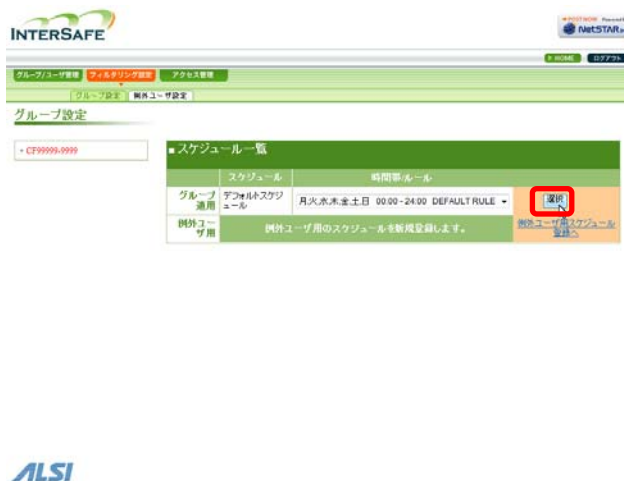 INTERSAFE
POST NOW Powered
NetSTAR
HOME ログアウト
グループ/ユーザ管理 フィルタリング設定 アクセス管理
グループ設定 例外ユーザ設定
グループ設定
CF99999-9999
■スケジュール一覧
スケジュール 時間帯/ルール
グループ適用 デフォルトスケジュール 月,火,水,木,金,土,日 00:00 - 24:00 DEFAULT RULE 選択
例外ユーザ用 例外ユーザ用のスケジュールを新規登録します。 例外ユーザ用スケジュール登録へ
ALSI